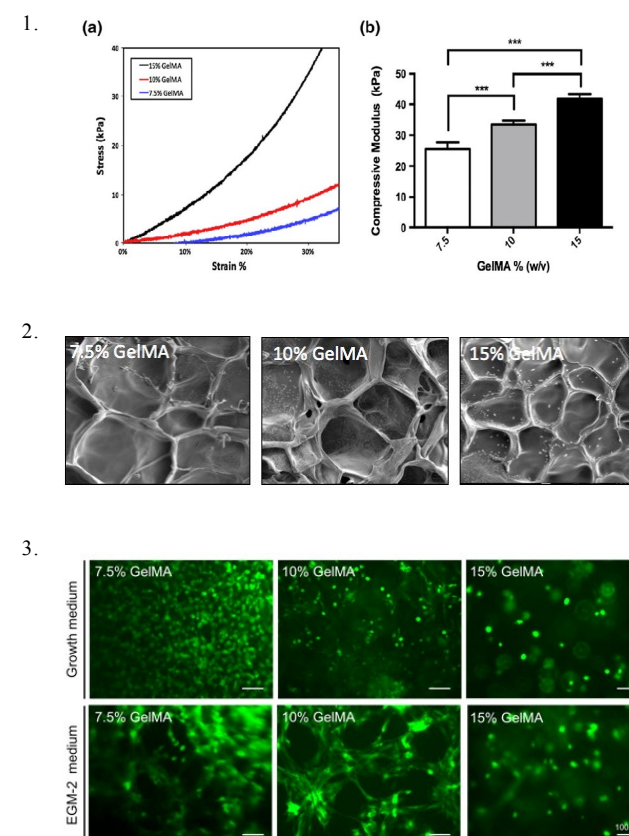 1.
(a)
(b)
40
30
20
10
0
Stress (kPa)
15% GelMA
10% GelMA
7.5% GelMA
0% 10% 20% 30%
Strain %
***
***
***
50
40
30
20
10
0
Compressive Modulus (kPa)
7.5 10 15
GelMA % (w/v)
2.
7.5% GelMA 10% GelMA 15% GelMA
3.
Growth medium
7.5% GelMA 10% GelMA 15% GelMA
EGM-2 medium
7.5% GelMA 10% GelMA 15% GelMA
100